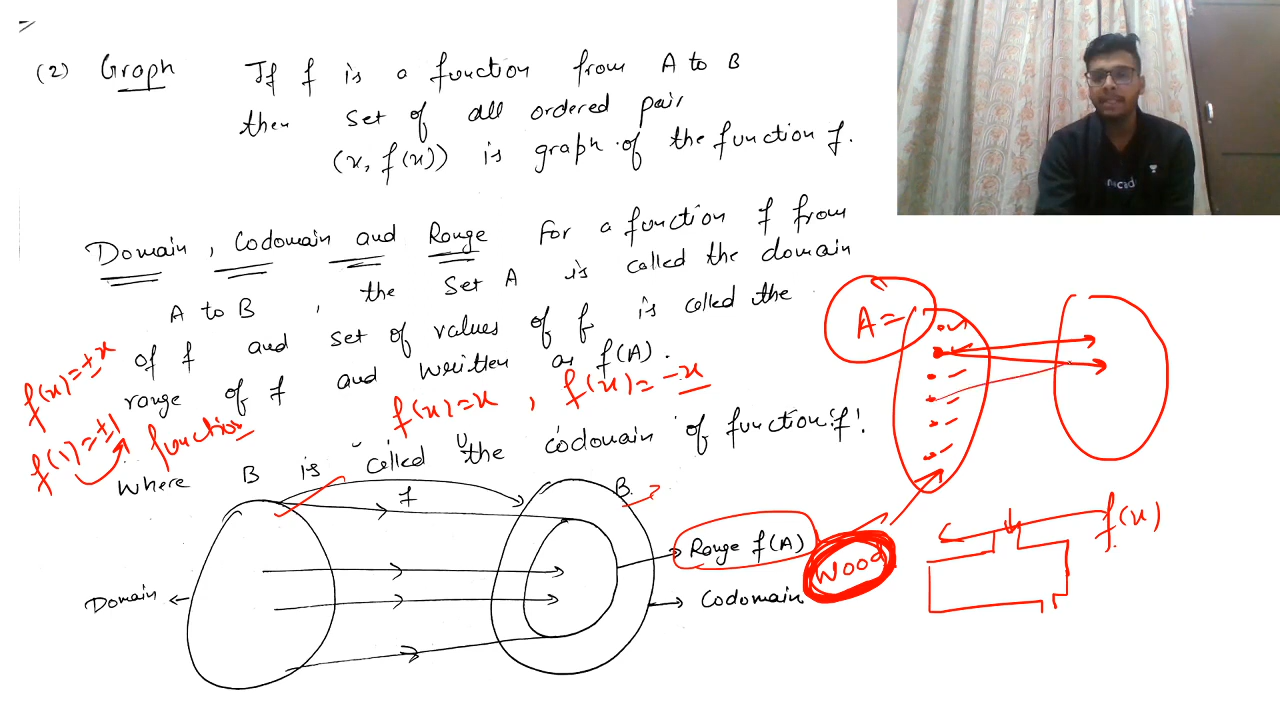 (2) Graph If f is a function from A to B
then set of all ordered pair
(x, f(x)) is graph of the function f.
Domain, Codomain and Range For a function f from
A to B, the set A is called the domain
of f and set of values of f is called the
range of f and written as f(A).
f(x)=±x
f(x)=x, f(x)=-x
f(1)=±1
function
where B is called the codomain of function f!
A=
B.
f
Range f(A)
Wood
f(x)
Domain
Codomain